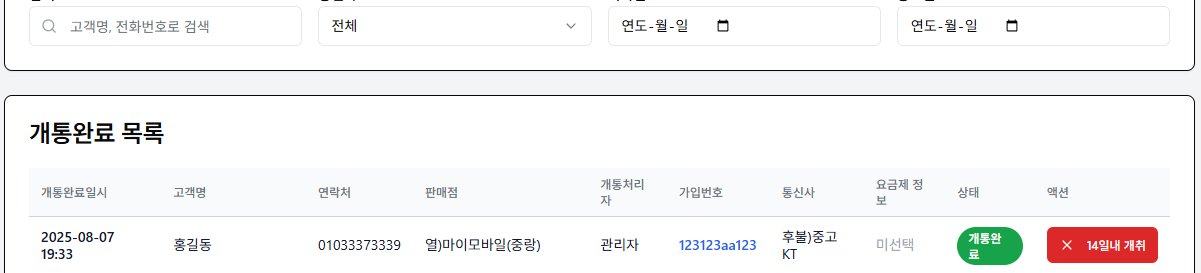 고객명, 전화번호로 검색
전체
연도-월-일
연도-월-일
개통완료 목록
개통완료일시
고객명
연락처
판매점
개통처리
자
가입번호
통신사
요금제 정
보
상태
액션
2025-08-07
19:33
홍길동
01033373339
열)마이모바일(중랑)
관리자
123123aa123
후불)중고
KT
미선택
개통완
료
14일내 개취